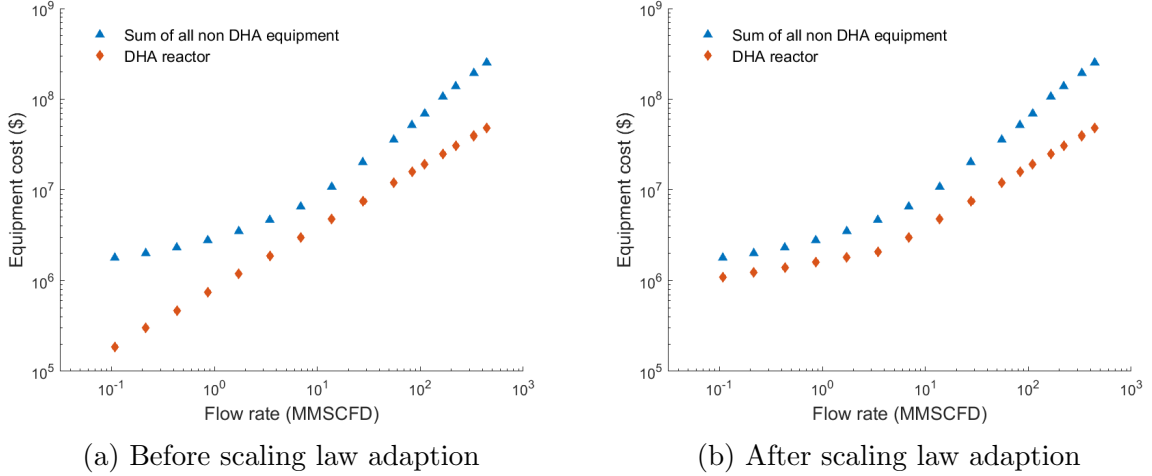 10^9
10^8
10^7
10^6
10^5
Equipment cost ($)
Sum of all non DHA equipment
DHA reactor
10^-1
10^0
10^1
10^2
10^3
Flow rate (MMSCFD)
(a) Before scaling law adaption
10^9
10^8
10^7
10^6
10^5
Equipment cost ($)
Sum of all non DHA equipment
DHA reactor
10^-1
10^0
10^1
10^2
10^3
Flow rate (MMSCFD)
(b) After scaling law adaption